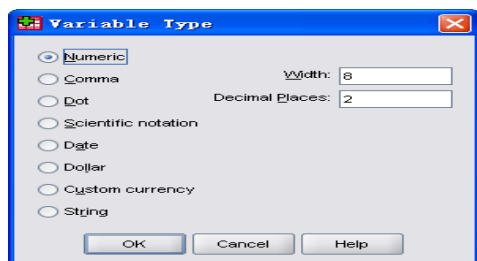 Variable Type
Numeric
Comma
Width: 8
Dot
Decimal Places: 2
Scientific notation
Date
Dollar
Custom currency
String
OK Cancel Help